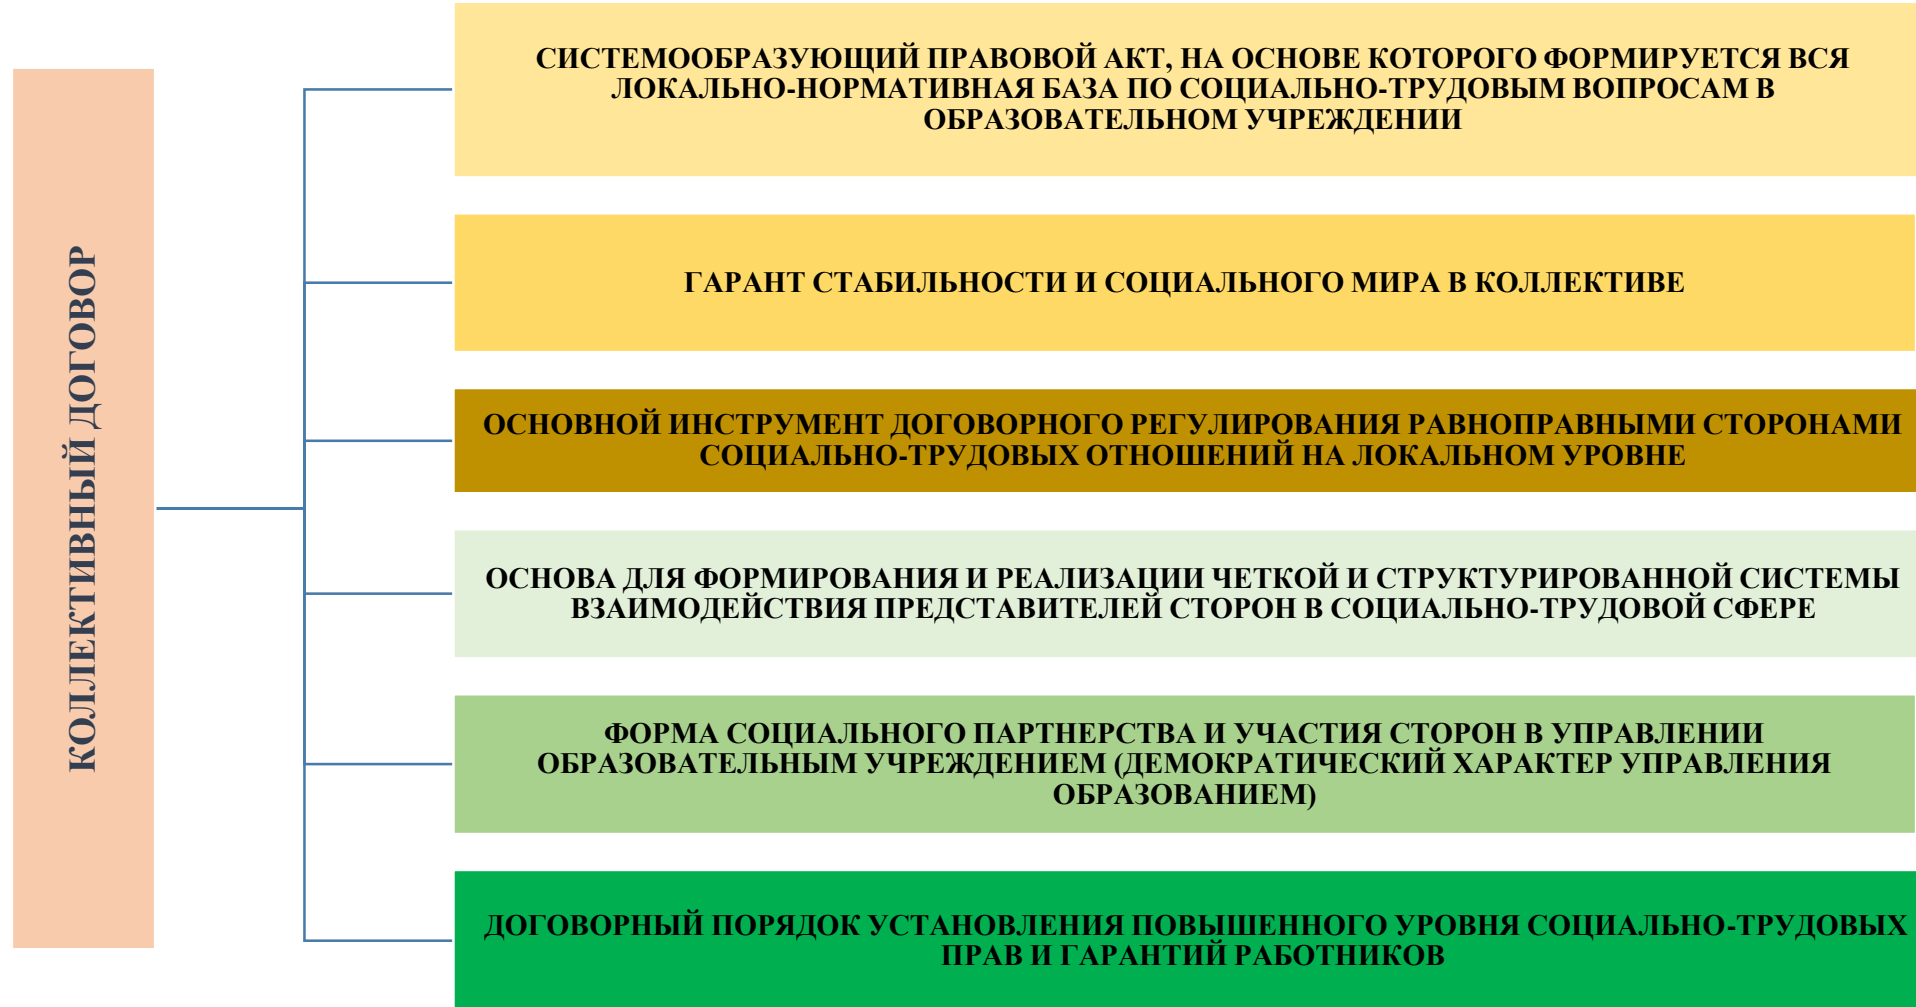 КОЛЛЕКТИВНЫЙ ДОГОВОР
СИСТЕМООБРАЗУЮЩИЙ ПРАВОВОЙ АКТ, НА ОСНОВЕ КОТОРОГО ФОРМИРУЕТСЯ ВСЯ
ЛОКАЛЬНО-НОРМАТИВНАЯ БАЗА ПО СОЦИАЛЬНО-ТРУДОВЫМ ВОПРОСАМ В
ОБРАЗОВАТЕЛЬНОМ УЧРЕЖДЕНИИ
ГАРАНТ СТАБИЛЬНОСТИ И СОЦИАЛЬНОГО МИРА В КОЛЛЕКТИВЕ
ОСНОВНОЙ ИНСТРУМЕНТ ДОГОВОРНОГО РЕГУЛИРОВАНИЯ РАВНОПРАВНЫМИ СТОРОНАМИ
СОЦИАЛЬНО-ТРУДОВЫХ ОТНОШЕНИЙ НА ЛОКАЛЬНОМ УРОВНЕ
ОСНОВА ДЛЯ ФОРМИРОВАНИЯ И РЕАЛИЗАЦИИ ЧЕТКОЙ И СТРУКТУРИРОВАННОЙ СИСТЕМЫ
ВЗАИМОДЕЙСТВИЯ ПРЕДСТАВИТЕЛЕЙ СТОРОН В СОЦИАЛЬНО-ТРУДОВОЙ СФЕРЕ
ФОРМА СОЦИАЛЬНОГО ПАРТНЕРСТВА И УЧАСТИЯ СТОРОН В УПРАВЛЕНИИ
ОБРАЗОВАТЕЛЬНЫМ УЧРЕЖДЕНИЕМ (ДЕМОКРАТИЧЕСКИЙ ХАРАКТЕР УПРАВЛЕНИЯ
ОБРАЗОВАНИЕМ)
ДОГОВОРНЫЙ ПОРЯДОК УСТАНОВЛЕНИЯ ПОВЫШЕННОГО УРОВНЯ СОЦИАЛЬНО-ТРУДОВЫХ
ПРАВ И ГАРАНТИЙ РАБОТНИКОВ